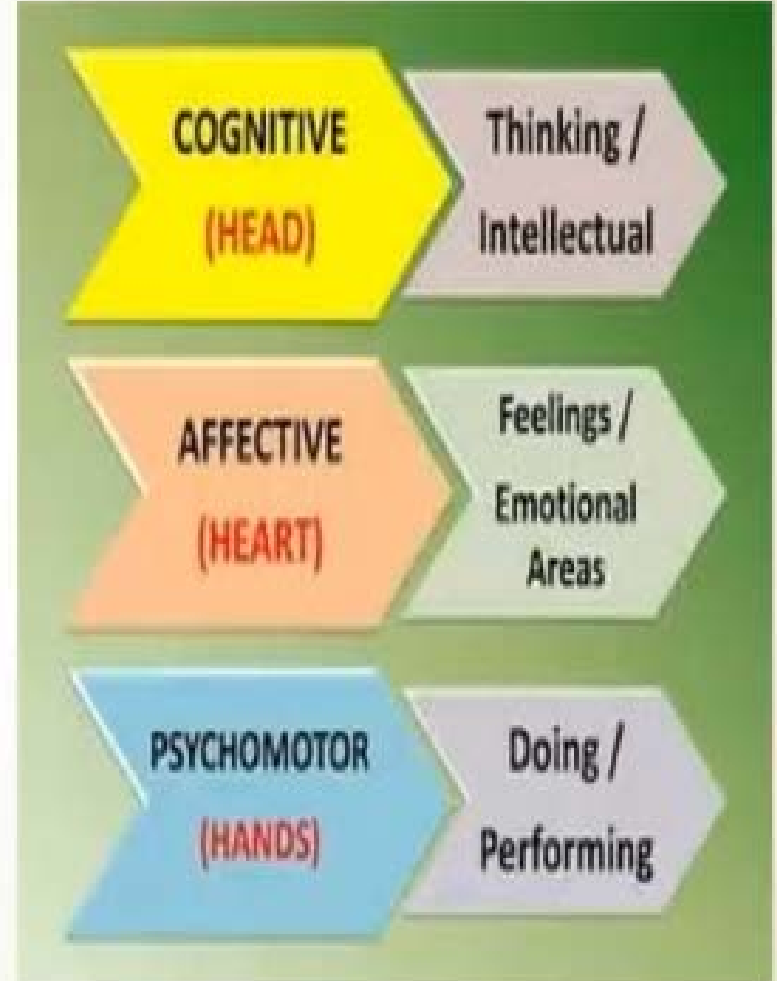 COGNITIVE
(HEAD)
Thinking /
Intellectual
AFFECTIVE
(HEART)
Feelings /
Emotional
Areas
PSYCHOMOTOR
(HANDS)
Doing /
Performing